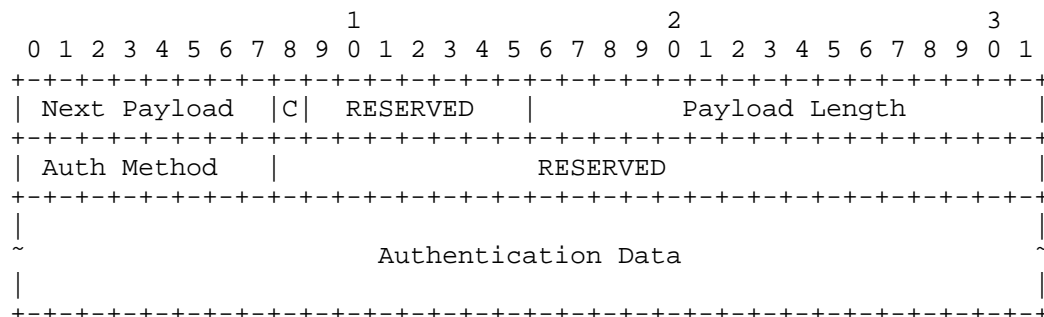 1                   2                   3
 0 1 2 3 4 5 6 7 8 9 0 1 2 3 4 5 6 7 8 9 0 1 2 3 4 5 6 7 8 9 0 1
+-+-+-+-+-+-+-+-+-+-+-+-+-+-+-+-+-+-+-+-+-+-+-+-+-+-+-+-+-+-+-+-+
| Next Payload  |C|  RESERVED   |         Payload Length        |
+-+-+-+-+-+-+-+-+-+-+-+-+-+-+-+-+-+-+-+-+-+-+-+-+-+-+-+-+-+-+-+-+
| Auth Method   |                RESERVED                       |
+-+-+-+-+-+-+-+-+-+-+-+-+-+-+-+-+-+-+-+-+-+-+-+-+-+-+-+-+-+-+-+-+
|                                                               |
~                      Authentication Data                      ~
|                                                               |
+-+-+-+-+-+-+-+-+-+-+-+-+-+-+-+-+-+-+-+-+-+-+-+-+-+-+-+-+-+-+-+-+